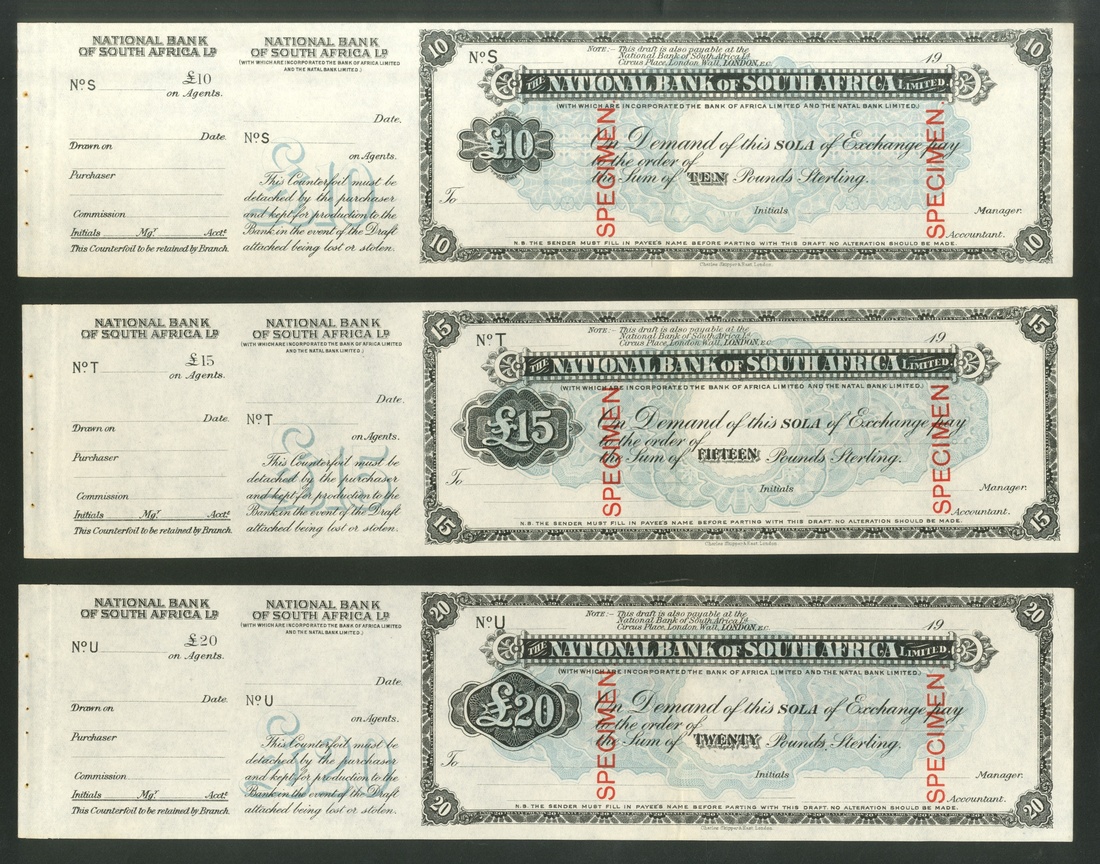 NATIONAL BANK
OF SOUTH AFRICA LD
£10
No S
on Agents.
Date.
Drawn on
Purchaser
Commission
Initials Mgr. Acctt
This Counterfoil to be retained by Branch.
NATIONAL BANK
OF SOUTH AFRICA LD
(WITH WHICH ARE INCORPORATED THE BANK OF AFRICA LIMITED
AND THE NATAL BANK LIMITED.)
Date.
No S
on Agents.
£10
This Counterfoil must be
detached by the purchaser
and kept for production to the
Bank in the event of the Draft
attached being lost or stolen.
10 10
No S
NOTE:- This draft is also payable at the
National Bank of South Africa Ld.
Circus Place, London Wall, LONDON, E.C.
19
THE NATIONAL BANK OF SOUTH AFRICA LIMITED.
(WITH WHICH ARE INCORPORATED THE BANK OF AFRICA LIMITED AND THE NATAL BANK LIMITED.)
£10
On Demand of this SOLA of Exchange pay
to the order of
the Sum of TEN Pounds Sterling.
SPECIMEN.
SPECIMEN.
To
Initials
Manager.
Accountant.
10 10
N.B. THE SENDER MUST FILL IN PAYEE'S NAME BEFORE PARTING WITH THIS DRAFT. NO ALTERATION SHOULD BE MADE.
Charles Skipper & East, London.
NATIONAL BANK
OF SOUTH AFRICA LD
£15
No T
on Agents.
Date.
Drawn on
Purchaser
Commission
Initials Mgr. Acctt
This Counterfoil to be retained by Branch.
NATIONAL BANK
OF SOUTH AFRICA LD
(WITH WHICH ARE INCORPORATED THE BANK OF AFRICA LIMITED
AND THE NATAL BANK LIMITED.)
Date.
No T
on Agents.
£15
This Counterfoil must be
detached by the purchaser
and kept for production to the
Bank in the event of the Draft
attached being lost or stolen.
15 15
No T
NOTE:- This draft is also payable at the
National Bank of South Africa Ld.
Circus Place, London Wall, LONDON, E.C.
19
THE NATIONAL BANK OF SOUTH AFRICA LIMITED.
(WITH WHICH ARE INCORPORATED THE BANK OF AFRICA LIMITED AND THE NATAL BANK LIMITED.)
£15
On Demand of this SOLA of Exchange pay
to the order of
the Sum of FIFTEEN Pounds Sterling.
SPECIMEN.
SPECIMEN.
To
Initials
Manager.
Accountant.
15 15
N.B. THE SENDER MUST FILL IN PAYEE'S NAME BEFORE PARTING WITH THIS DRAFT. NO ALTERATION SHOULD BE MADE.
Charles Skipper & East, London.
NATIONAL BANK
OF SOUTH AFRICA LD
£20
No U
on Agents.
Date.
Drawn on
Purchaser
Commission
Initials Mgr. Acctt
This Counterfoil to be retained by Branch.
NATIONAL BANK
OF SOUTH AFRICA LD
(WITH WHICH ARE INCORPORATED THE BANK OF AFRICA LIMITED
AND THE NATAL BANK LIMITED.)
Date.
No U
on Agents.
£20
This Counterfoil must be
detached by the purchaser
and kept for production to the
Bank in the event of the Draft
attached being lost or stolen.
20 20
No U
NOTE:- This draft is also payable at the
National Bank of South Africa Ld.
Circus Place, London Wall, LONDON, E.C.
19
THE NATIONAL BANK OF SOUTH AFRICA LIMITED.
(WITH WHICH ARE INCORPORATED THE BANK OF AFRICA LIMITED AND THE NATAL BANK LIMITED.)
£20
On Demand of this SOLA of Exchange pay
to the order of
the Sum of TWENTY Pounds Sterling.
SPECIMEN.
SPECIMEN.
To
Initials
Manager.
Accountant.
20 20
N.B. THE SENDER MUST FILL IN PAYEE'S NAME BEFORE PARTING WITH THIS DRAFT. NO ALTERATION SHOULD BE MADE.
Charles Skipper & East, London.